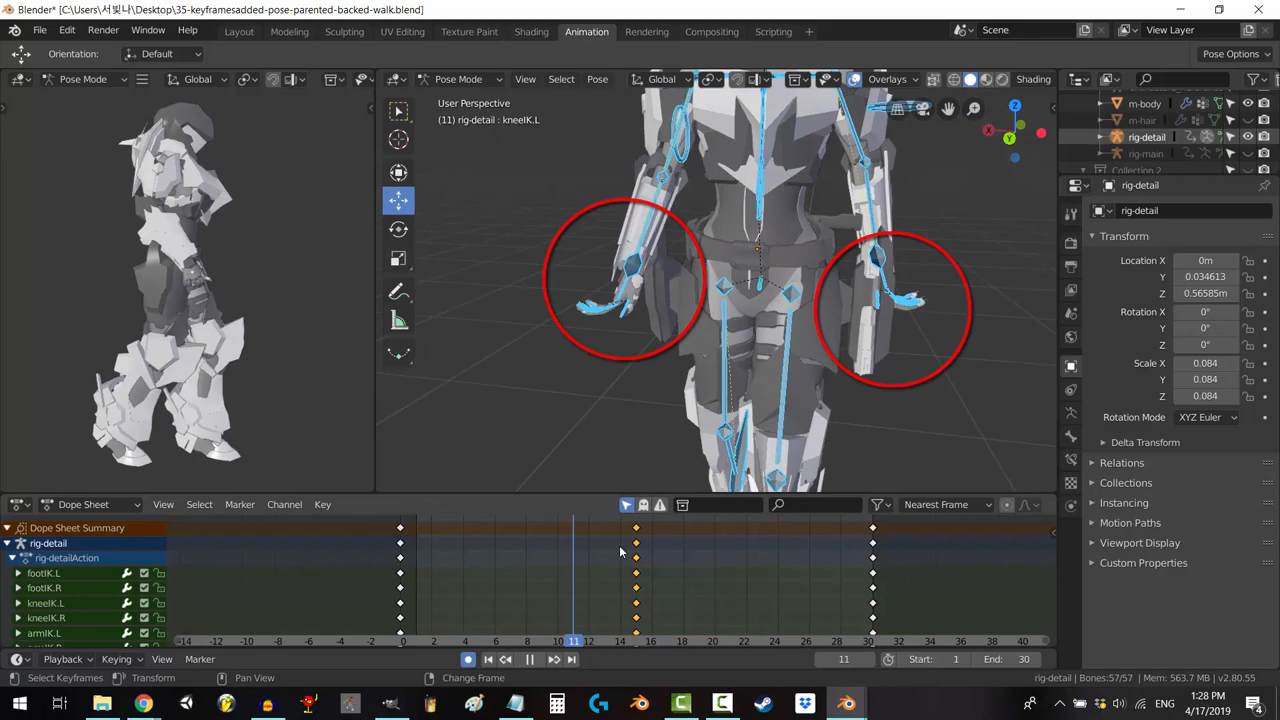 Blender* [C:\Users\서빛나\Desktop\35-keyframesadded-pose-parented-backed-walk.blend]
File Edit Render Window Help Layout Modeling Sculpting UV Editing Texture Paint Shading Animation Rendering Compositing Scripting + Scene View Layer
Orientation: Default Pose Options
Pose Mode Global Pose Mode View Select Pose Global Overlays Shading
User Perspective
(11) rig-detail : kneeIK.L
Z
X
Y
m-body
m-hair
rig-detail
rig-main
Collection 2
rig-detail
rig-detail
Transform
Location X 0m
Y 0.034613
Z 0.56585m
Rotation X 0°
Y 0°
Z 0°
Scale X 0.084
Y 0.084
Z 0.084
Rotation Mode XYZ Euler
Delta Transform
Relations
Collections
Instancing
Motion Paths
Viewport Display
Custom Properties
Dope Sheet View Select Marker Channel Key Nearest Frame
Dope Sheet Summary
rig-detail
rig-detailAction
footIK.L
footIK.R
kneeIK.L
kneeIK.R
armIK.L
-14 -12 -10 -8 -6 -4 -2 0 2 4 6 8 11 12 14 16 18 20 22 24 26 28 30 32 34 36 38 40
Playback Keying View Marker 11 Start: 1 End: 30
Select Keyframes Transform Pan View Change Frame rig-detail | Bones:57/57 | Mem: 563.7 MB | v2.80.55
ENG 1:28 PM
4/17/2019